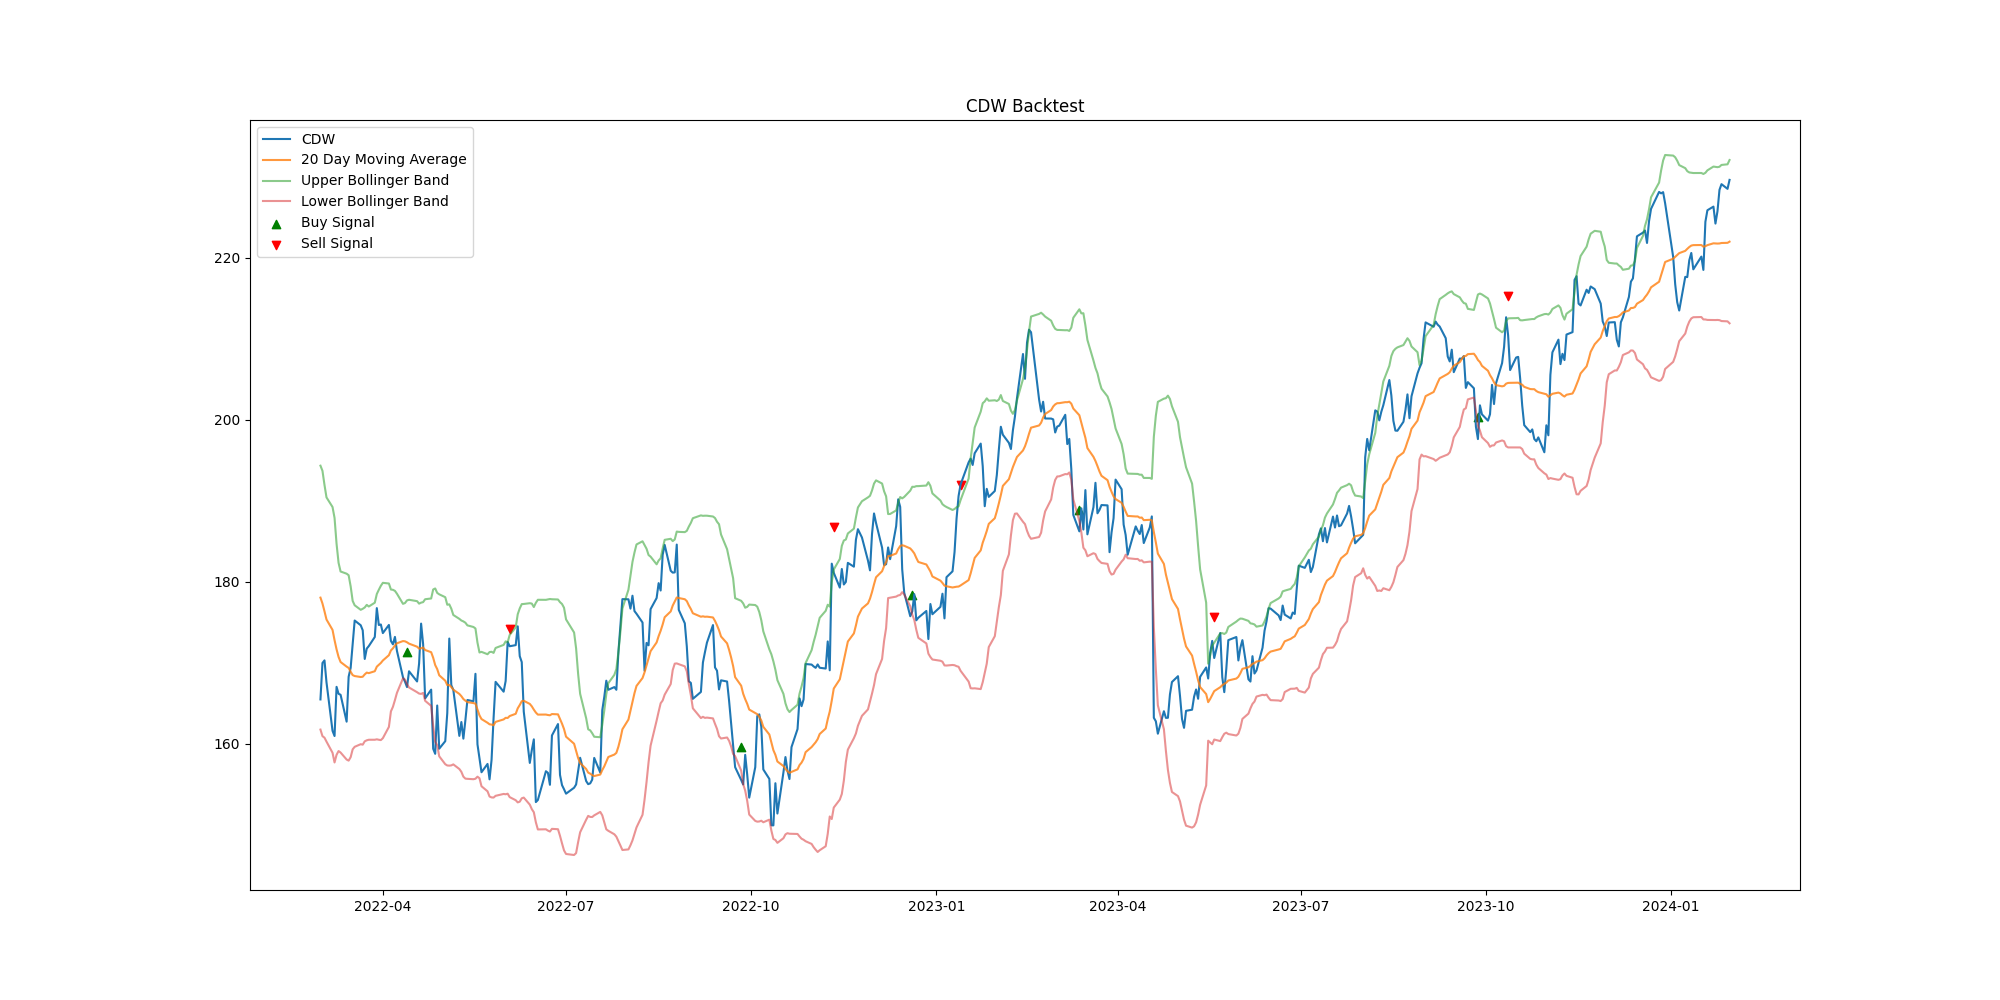 CDW Backtest
CDW
20 Day Moving Average
Upper Bollinger Band
Lower Bollinger Band
Buy Signal
Sell Signal
220
200
180
160
2022-04
2022-07
2022-10
2023-01
2023-04
2023-07
2023-10
2024-01